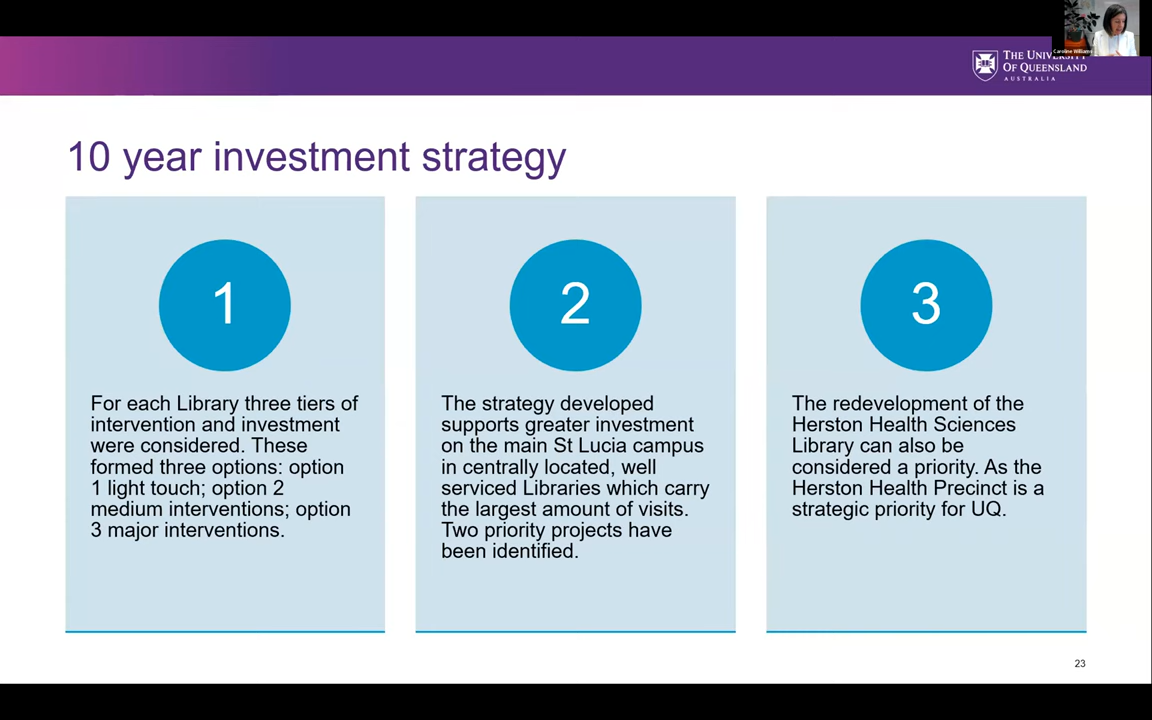 Caroline Williams
THE UNIVERSITY
OF QUEENSLAND
AUSTRALIA
10 year investment strategy
1
For each Library three tiers of
intervention and investment
were considered. These
formed three options: option
1 light touch; option 2
medium interventions; option
3 major interventions.
2
The strategy developed
supports greater investment
on the main St Lucia campus
in centrally located, well
serviced Libraries which carry
the largest amount of visits.
Two priority projects have
been identified.
3
The redevelopment of the
Herston Health Sciences
Library can also be
considered a priority. As the
Herston Health Precinct is a
strategic priority for UQ.
23